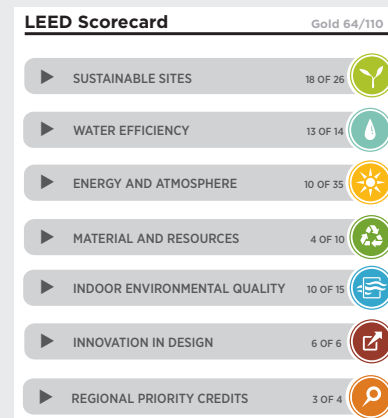 LEED Scorecard Gold 64/110
SUSTAINABLE SITES 18 OF 26
WATER EFFICIENCY 13 OF 14
ENERGY AND ATMOSPHERE 10 OF 35
MATERIAL AND RESOURCES 4 OF 10
INDOOR ENVIRONMENTAL QUALITY 10 OF 15
INNOVATION IN DESIGN 6 OF 6
REGIONAL PRIORITY CREDITS 3 OF 4